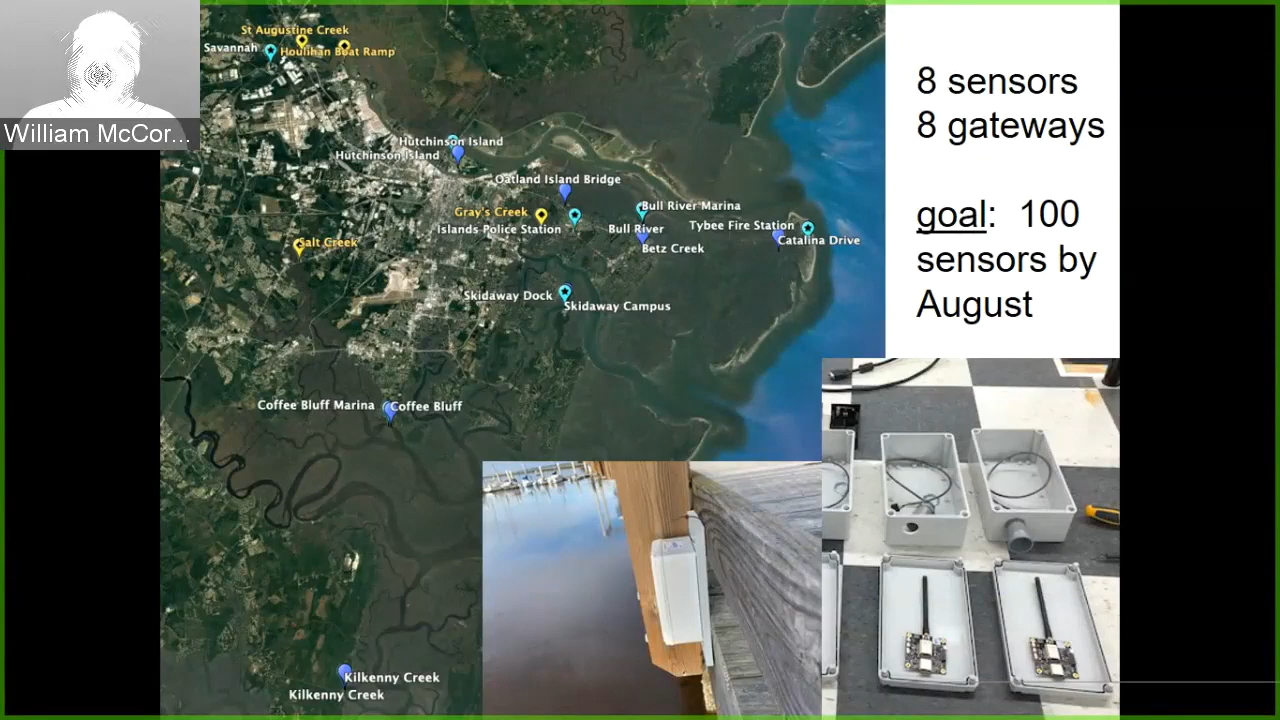 William McCor...
St Augustine Creek
Savannah
Houlihan Boat Ramp
Hutchinson Island
Hutchinson Island
Oatland Island Bridge
Gray's Creek
Bull River Marina
Islands Police Station
Bull River
Tybee Fire Station
Salt Creek
Betz Creek
Catalina Drive
Skidaway Dock
Skidaway Campus
Coffee Bluff Marina
Coffee Bluff
Kilkenny Creek
Kilkenny Creek
8 sensors
8 gateways
goal: 100
sensors by
August